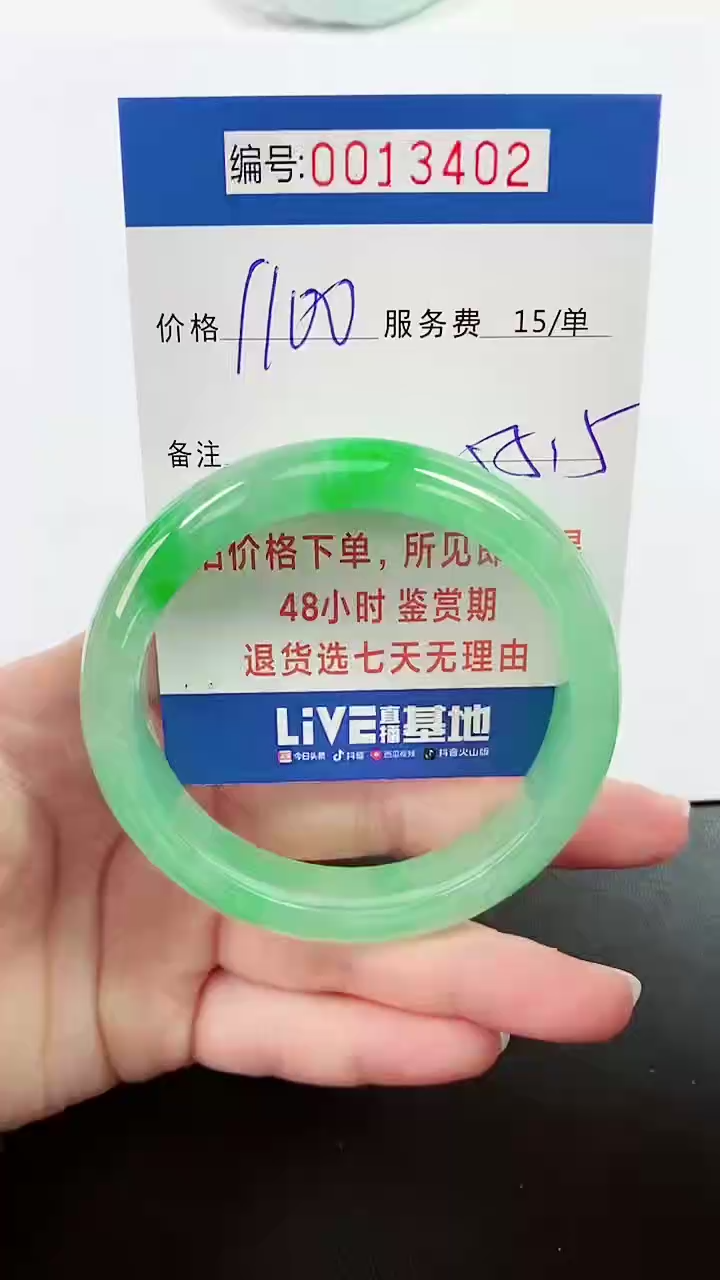 编号:0013402
价格 1100 服务费 15/单
备注
价格下单，所见即
48小时 鉴赏期
退货选七天无理由
LiVE直播基地
今日头条 抖音 西瓜视频 抖音火山版